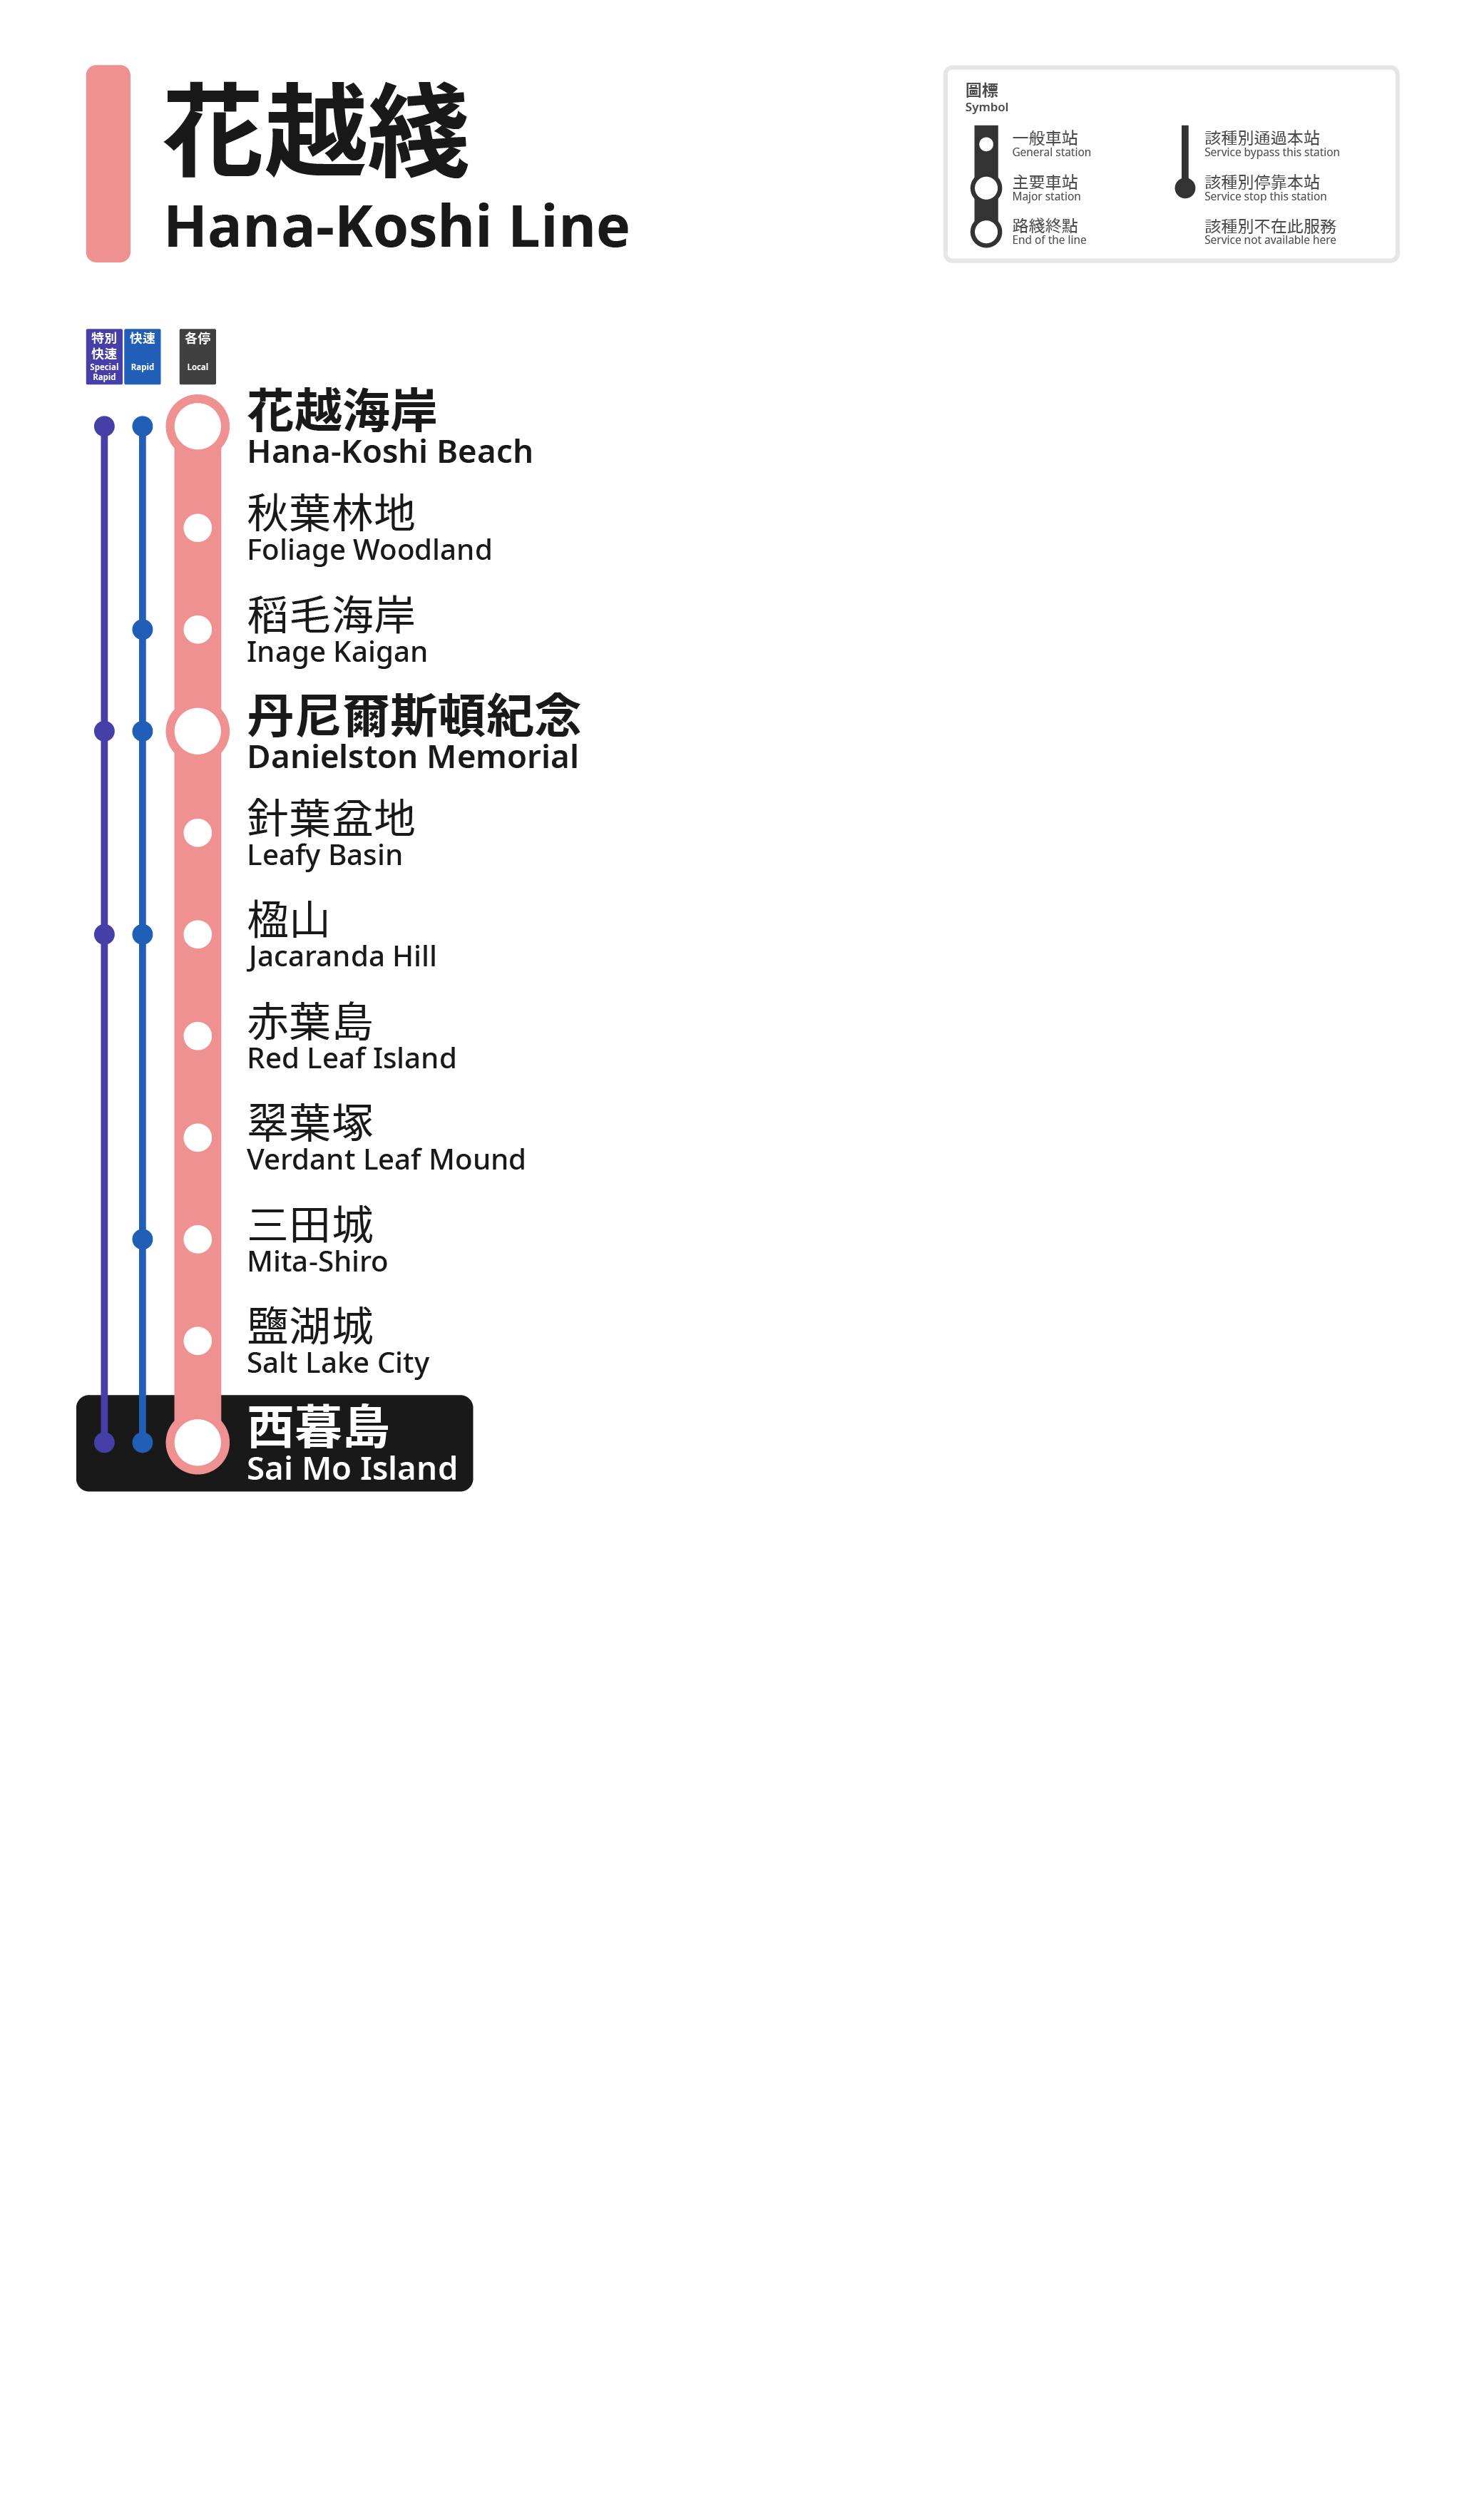 花越綫
Hana-Koshi Line
圖標
Symbol
一般車站
General station
主要車站
Major station
路綫終點
End of the line
該種別通過本站
Service bypass this station
該種別停靠本站
Service stop this station
該種別不在此服務
Service not available here
特別
快速
Special
Rapid
快速
Rapid
各停
Local
花越海岸
Hana-Koshi Beach
秋葉林地
Foliage Woodland
稻毛海岸
Inage Kaigan
丹尼爾斯頓紀念
Danielston Memorial
針葉盆地
Leafy Basin
楹山
Jacaranda Hill
赤葉島
Red Leaf Island
翠葉塚
Verdant Leaf Mound
三田城
Mita-Shiro
鹽湖城
Salt Lake City
西暮島
Sai Mo Island